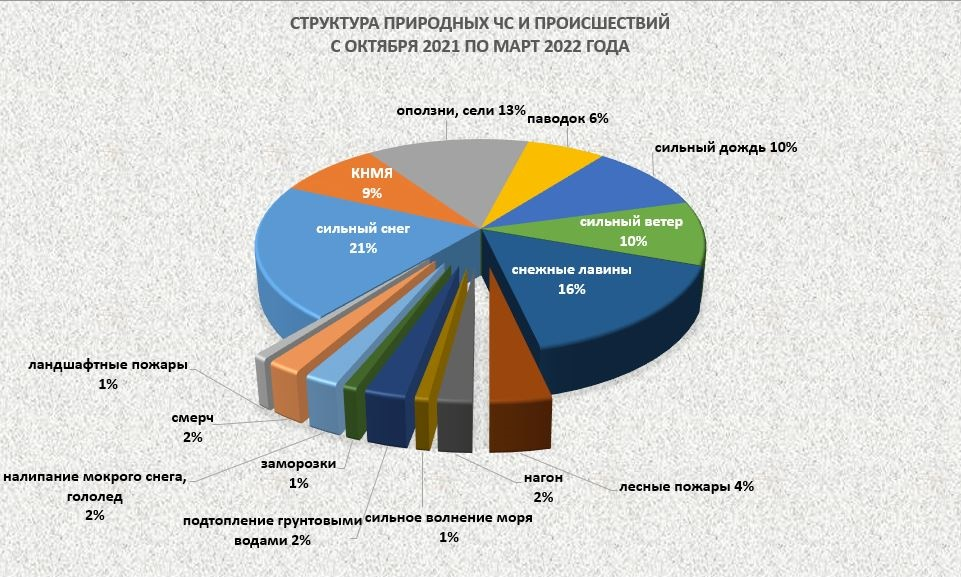 СТРУКТУРА ПРИРОДНЫХ ЧС И ПРОИСШЕСТВИЙ
С ОКТЯБРЯ 2021 ПО МАРТ 2022 ГОДА
оползни, сели 13%
паводок 6%
сильный дождь 10%
КНМЯ
9%
сильный снег
21%
сильный ветер
10%
снежные лавины
16%
ландшафтные пожары
1%
смерч
2%
налипание мокрого снега,
гололед
2%
заморозки
1%
подтопление грунтовыми
водами 2%
сильное волнение моря
1%
нагон
2%
лесные пожары 4%